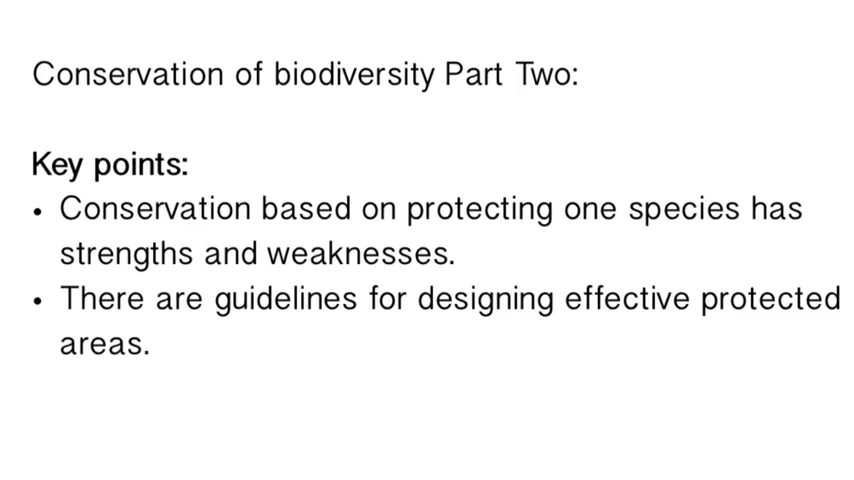 Conservation of biodiversity Part Two:
Key points:
• Conservation based on protecting one species has
strengths and weaknesses.
• There are guidelines for designing effective protected
areas.